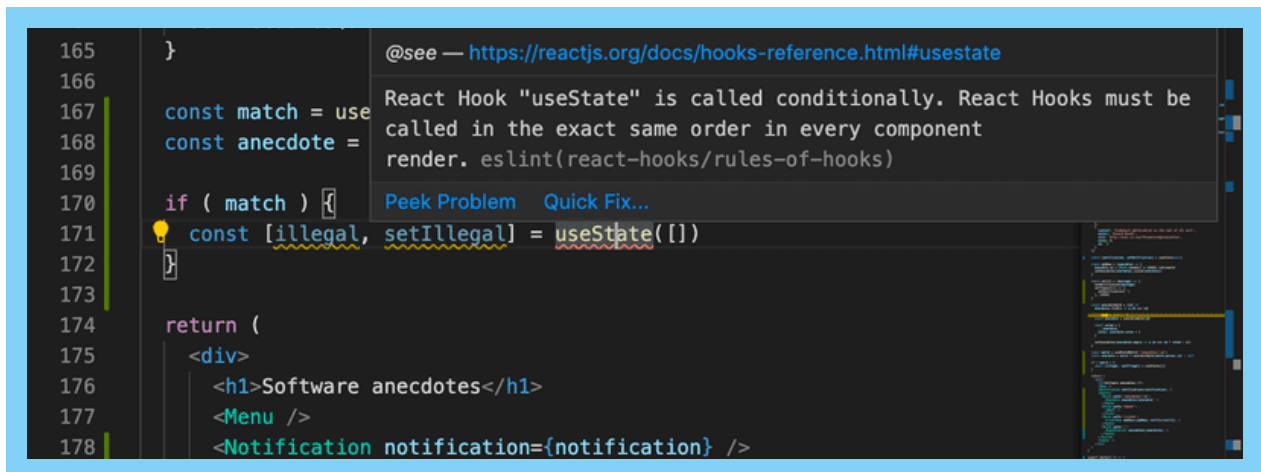 165 }
@see — https://reactjs.org/docs/hooks-reference.html#usestate
166
React Hook "useState" is called conditionally. React Hooks must be
called in the exact same order in every component
render. eslint(react-hooks/rules-of-hooks)
Peek Problem Quick Fix...
167 const match = use
168 const anecdote =
169
170 if ( match ) {
171 const [illegal, setIllegal] = useState([])
172 }
173
174 return (
175 <div>
176 <h1>Software anecdotes</h1>
177 <Menu />
178 <Notification notification={notification} />